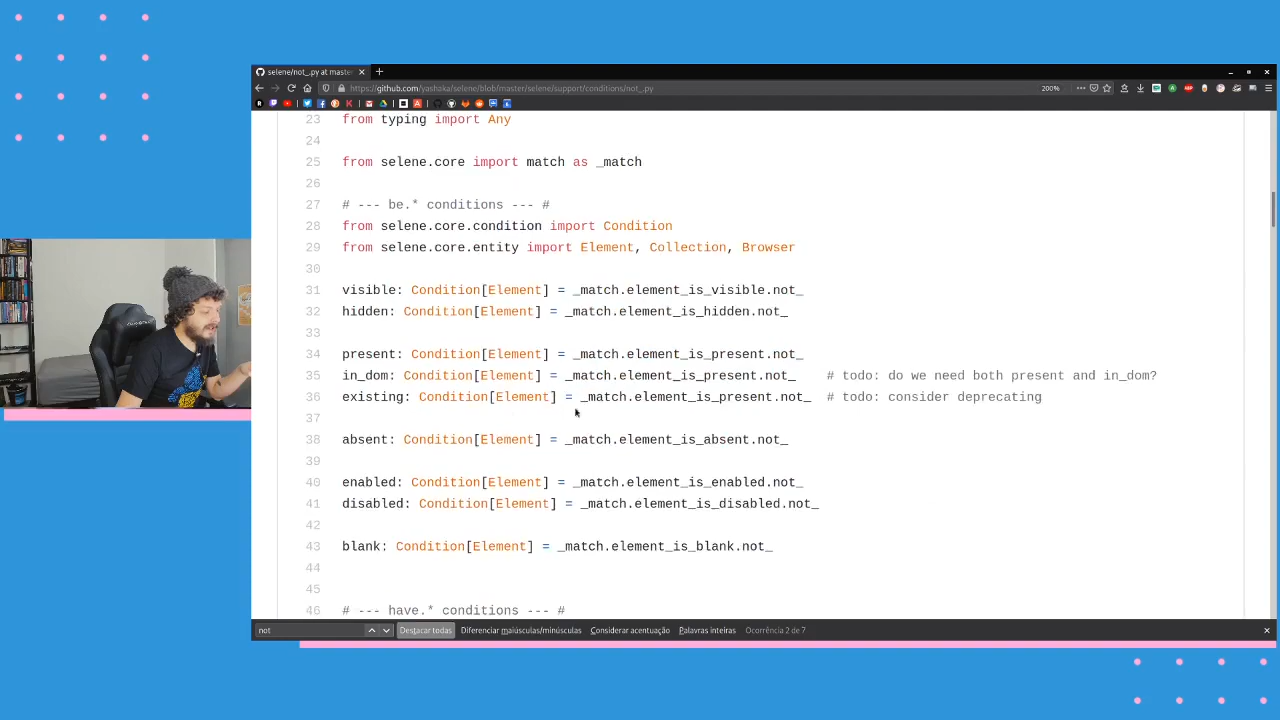 selene/not_.py at master
https://github.com/yashaka/selene/blob/master/selene/support/conditions/not_.py
200%
23 from typing import Any
24
25 from selene.core import match as _match
26
27 # --- be.* conditions --- #
28 from selene.core.condition import Condition
29 from selene.core.entity import Element, Collection, Browser
30
31 visible: Condition[Element] = _match.element_is_visible.not_
32 hidden: Condition[Element] = _match.element_is_hidden.not_
33
34 present: Condition[Element] = _match.element_is_present.not_
35 in_dom: Condition[Element] = _match.element_is_present.not_ # todo: do we need both present and in_dom?
36 existing: Condition[Element] = _match.element_is_present.not_ # todo: consider deprecating
37
38 absent: Condition[Element] = _match.element_is_absent.not_
39
40 enabled: Condition[Element] = _match.element_is_enabled.not_
41 disabled: Condition[Element] = _match.element_is_disabled.not_
42
43 blank: Condition[Element] = _match.element_is_blank.not_
44
45
46 # --- have.* conditions --- #
not Destacar todas Diferenciar maiúsculas/minúsculas Considerar acentuação Palavras inteiras Ocorrência 2 de 7